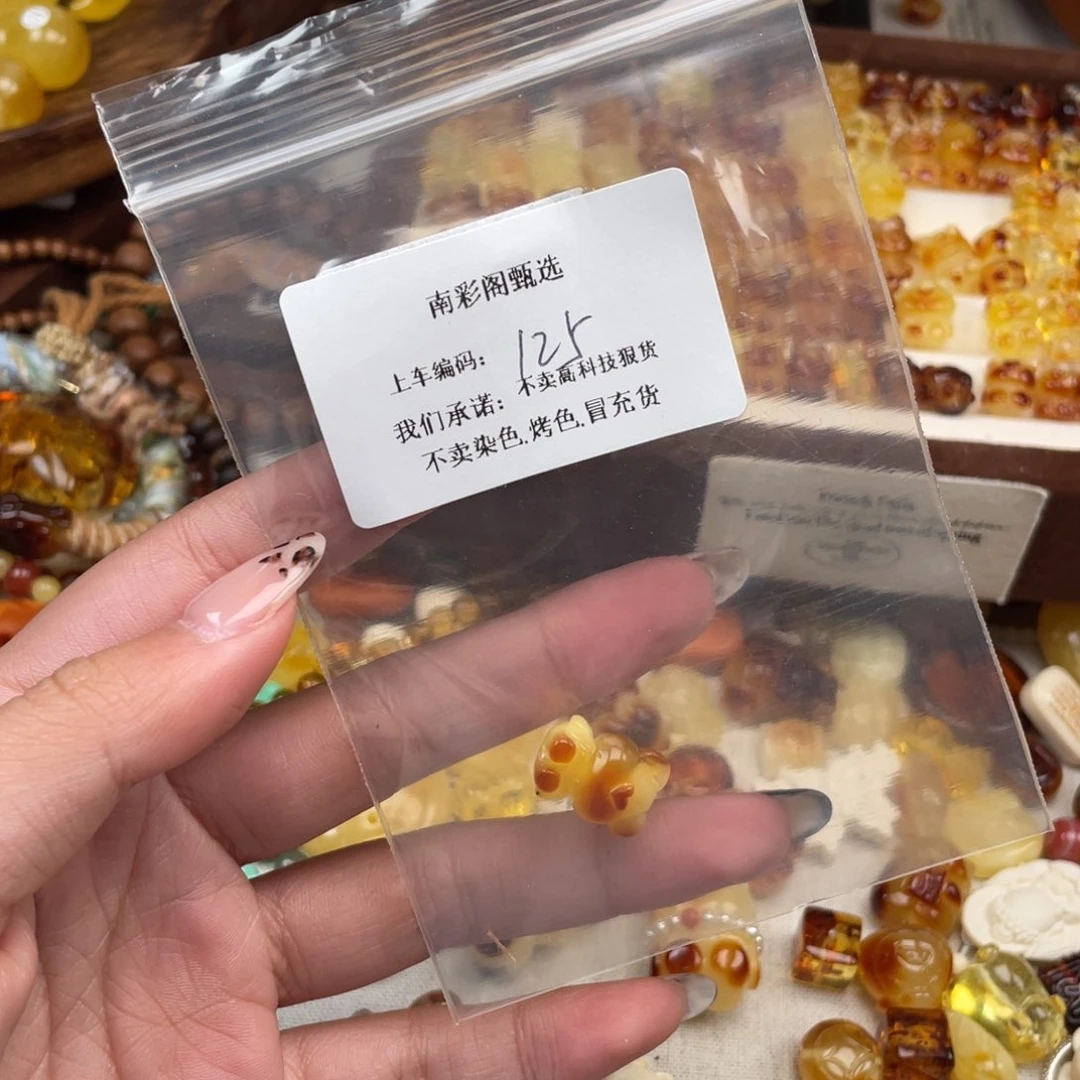 南彩阁甄选
上车编码: 125
我们承诺: 不卖高科技狠货
不卖染色.烤色.冒充货